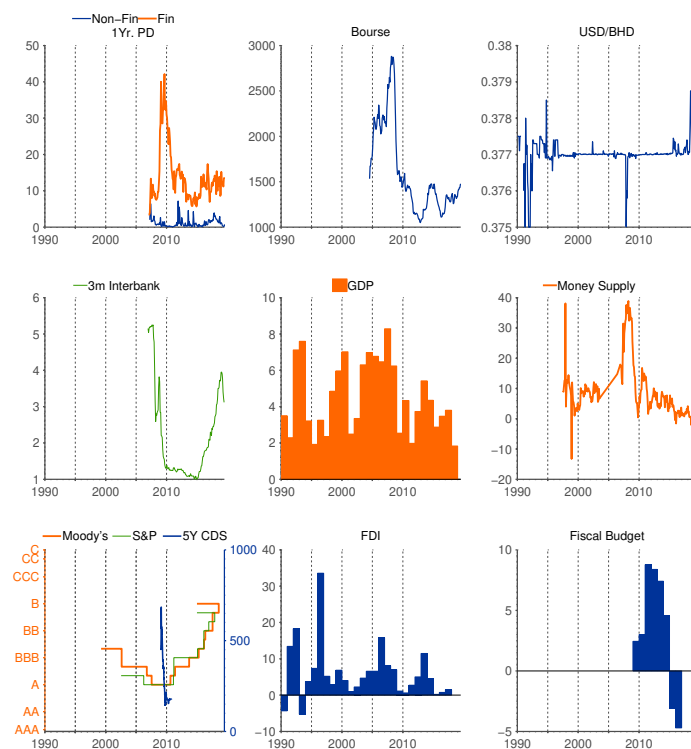 Non−Fin Fin
1Yr. PD
50
40
30
20
10
0
1990 2000 2010
Bourse
3000
2500
2000
1500
1000
1990 2000 2010
USD/BHD
0.38
0.379
0.378
0.377
0.376
0.375
1990 2000 2010
3m Interbank
6
5
4
3
2
1
1990 2000 2010
GDP
10
8
6
4
2
0
1990 2000 2010
Money Supply
40
30
20
10
0
−10
−20
1990 2000 2010
Moody's S&P 5Y CDS
C
CC
CCC
B
BB
BBB
A
AA
AAA
1000
500
0
1990 2000 2010
FDI
40
30
20
10
0
−10
1990 2000 2010
Fiscal Budget
10
5
0
−5
1990 2000 2010